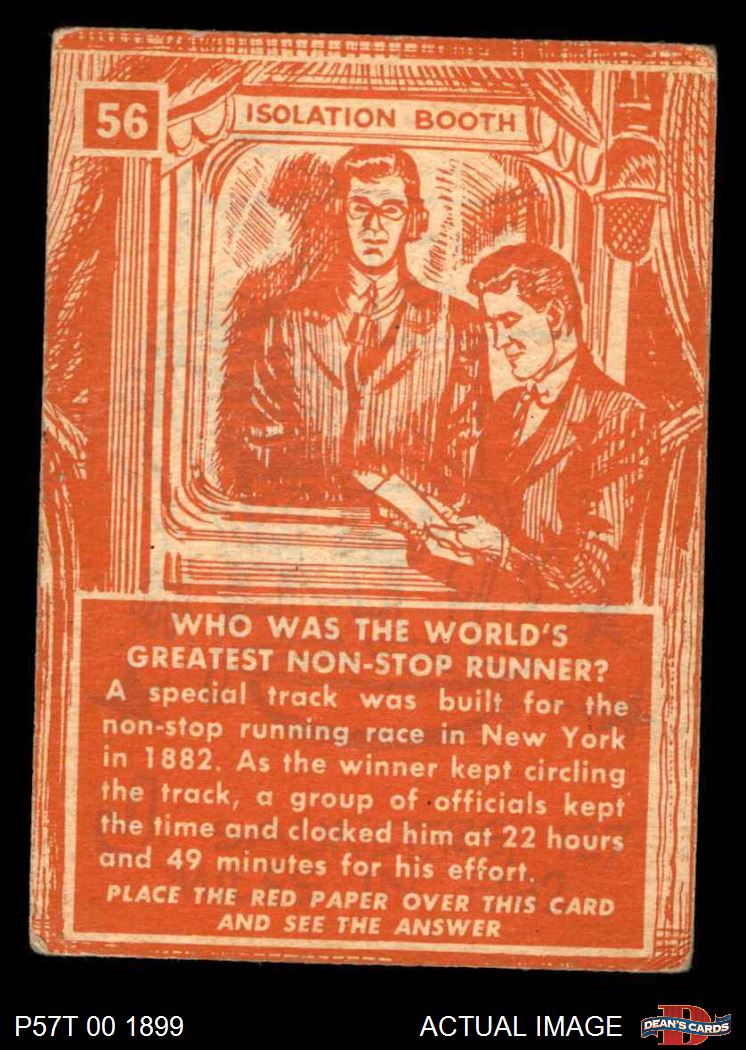 56
ISOLATION BOOTH
WHO WAS THE WORLD'S
GREATEST NON-STOP RUNNER?
A special track was built for the
non-stop running race in New York
in 1882. As the winner kept circling
the track, a group of officials kept
the time and clocked him at 22 hours
and 49 minutes for his effort.
PLACE THE RED PAPER OVER THIS CARD
AND SEE THE ANSWER
P57T 00 1899
ACTUAL IMAGE
DEAN'S CARDS